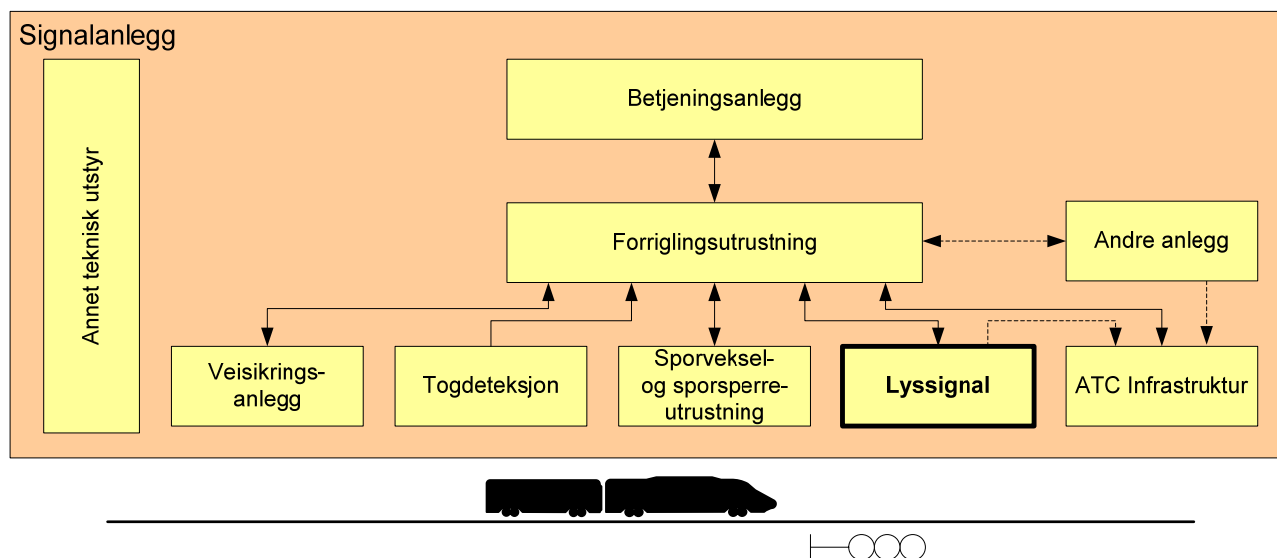 Signalanlegg
Annet teknisk utstyr
Betjeningsanlegg
Forriglingsutrustning
Andre anlegg
Veisikrings-
anlegg
Togdeteksjon
Sporveksel-
og sporsperre-
utrustning
Lyssignal
ATC Infrastruktur